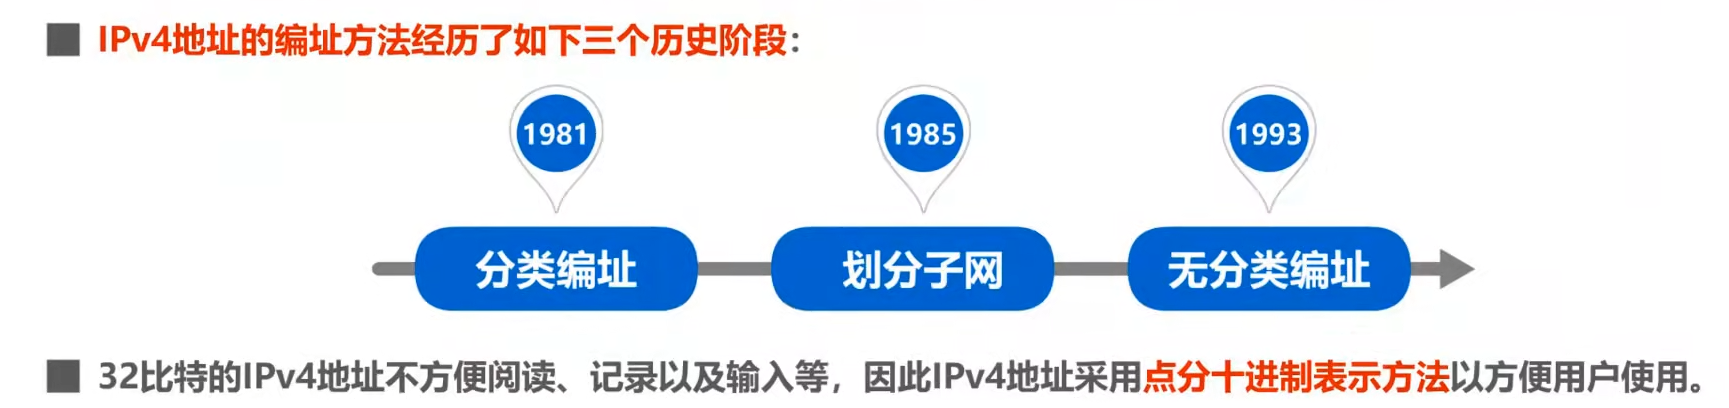 IPv4地址的编址方法经历了如下三个历史阶段：
1981
1985
1993
分类编址
划分子网
无分类编址
32比特的IPv4地址不方便阅读、记录以及输入等，因此IPv4地址采用点分十进制表示方法以方便用户使用。